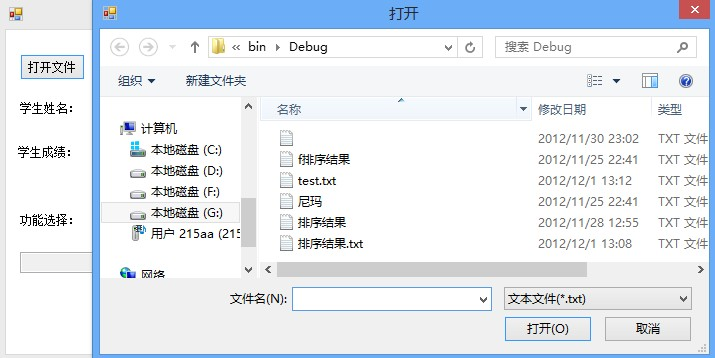 打开
打开文件
学生姓名:
学生成绩:
功能选择:
« bin ▸ Debug
搜索 Debug
组织 新建文件夹
名称 修改日期 类型
计算机
本地磁盘 (C:)
本地磁盘 (D:)
本地磁盘 (F:)
本地磁盘 (G:)
用户 215aa (215
网络
2012/11/30 23:02 TXT 文件
f排序结果 2012/11/25 22:41 TXT 文件
test.txt 2012/12/1 13:12 TXT 文件
尼玛 2012/11/25 22:41 TXT 文件
排序结果 2012/11/28 12:55 TXT 文件
排序结果.txt 2012/12/1 13:08 TXT 文件
文件名(N): 文本文件(*.txt)
打开(O) 取消